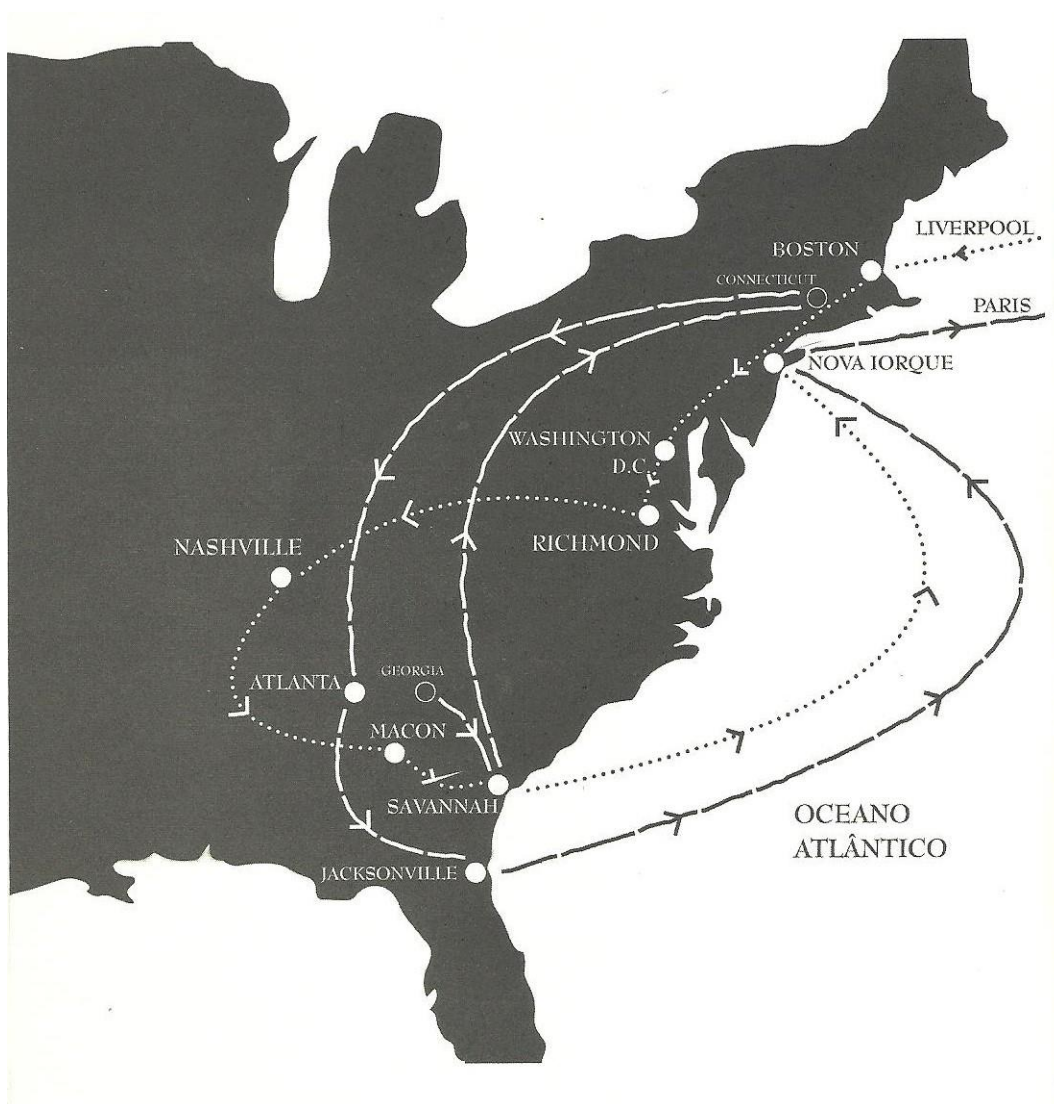 LIVERPOOL
BOSTON
CONNECTICUT
PARIS
NOVA IORQUE
WASHINGTON
D.C.
RICHMOND
NASHVILLE
GEORGIA
ATLANTA
MACON
SAVANNAH
OCEANO
ATLÂNTICO
JACKSONVILLE